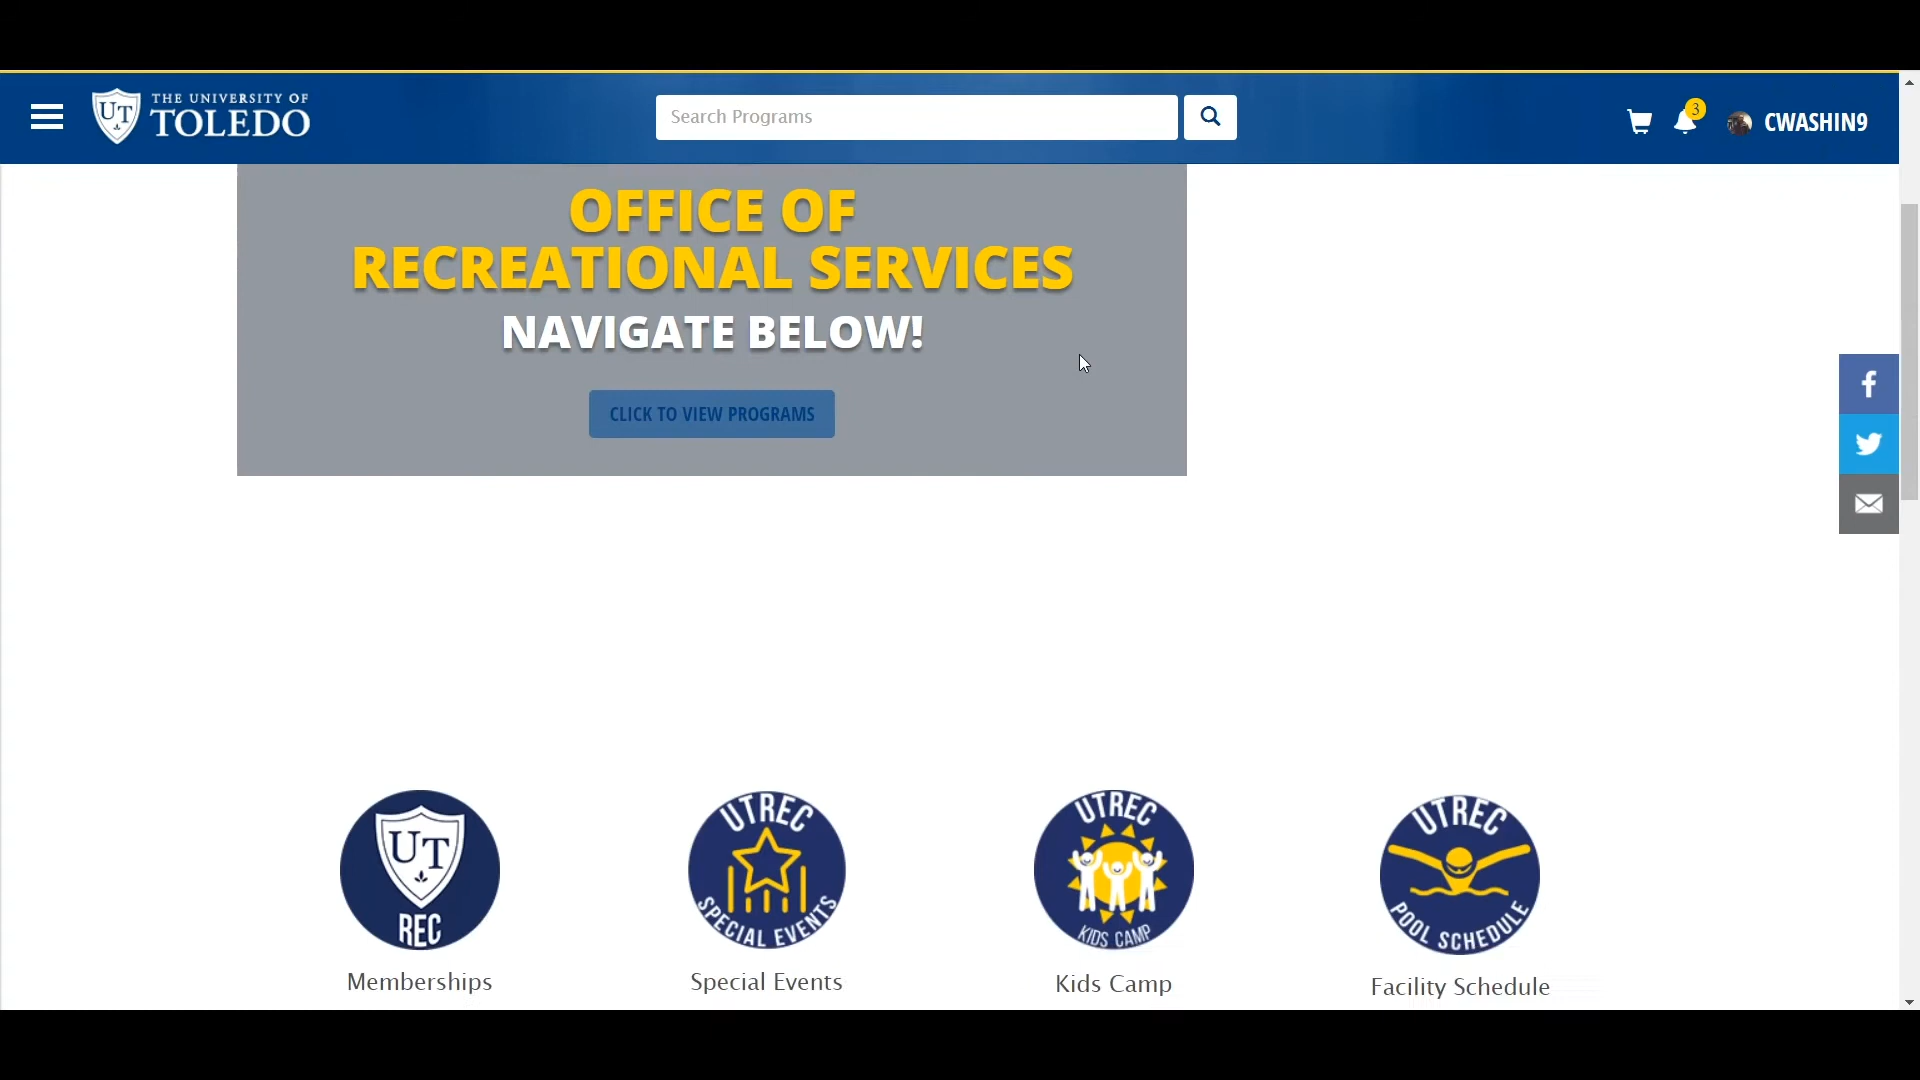 UT
THE UNIVERSITY OF
TOLEDO
Search Programs
3
CWASHIN9
OFFICE OF
RECREATIONAL SERVICES
NAVIGATE BELOW!
CLICK TO VIEW PROGRAMS
f
UT
REC
UTREC
SPECIAL EVENTS
UTREC
KIDS CAMP
UTREC
POOL SCHEDULE
Memberships
Special Events
Kids Camp
Facility Schedule